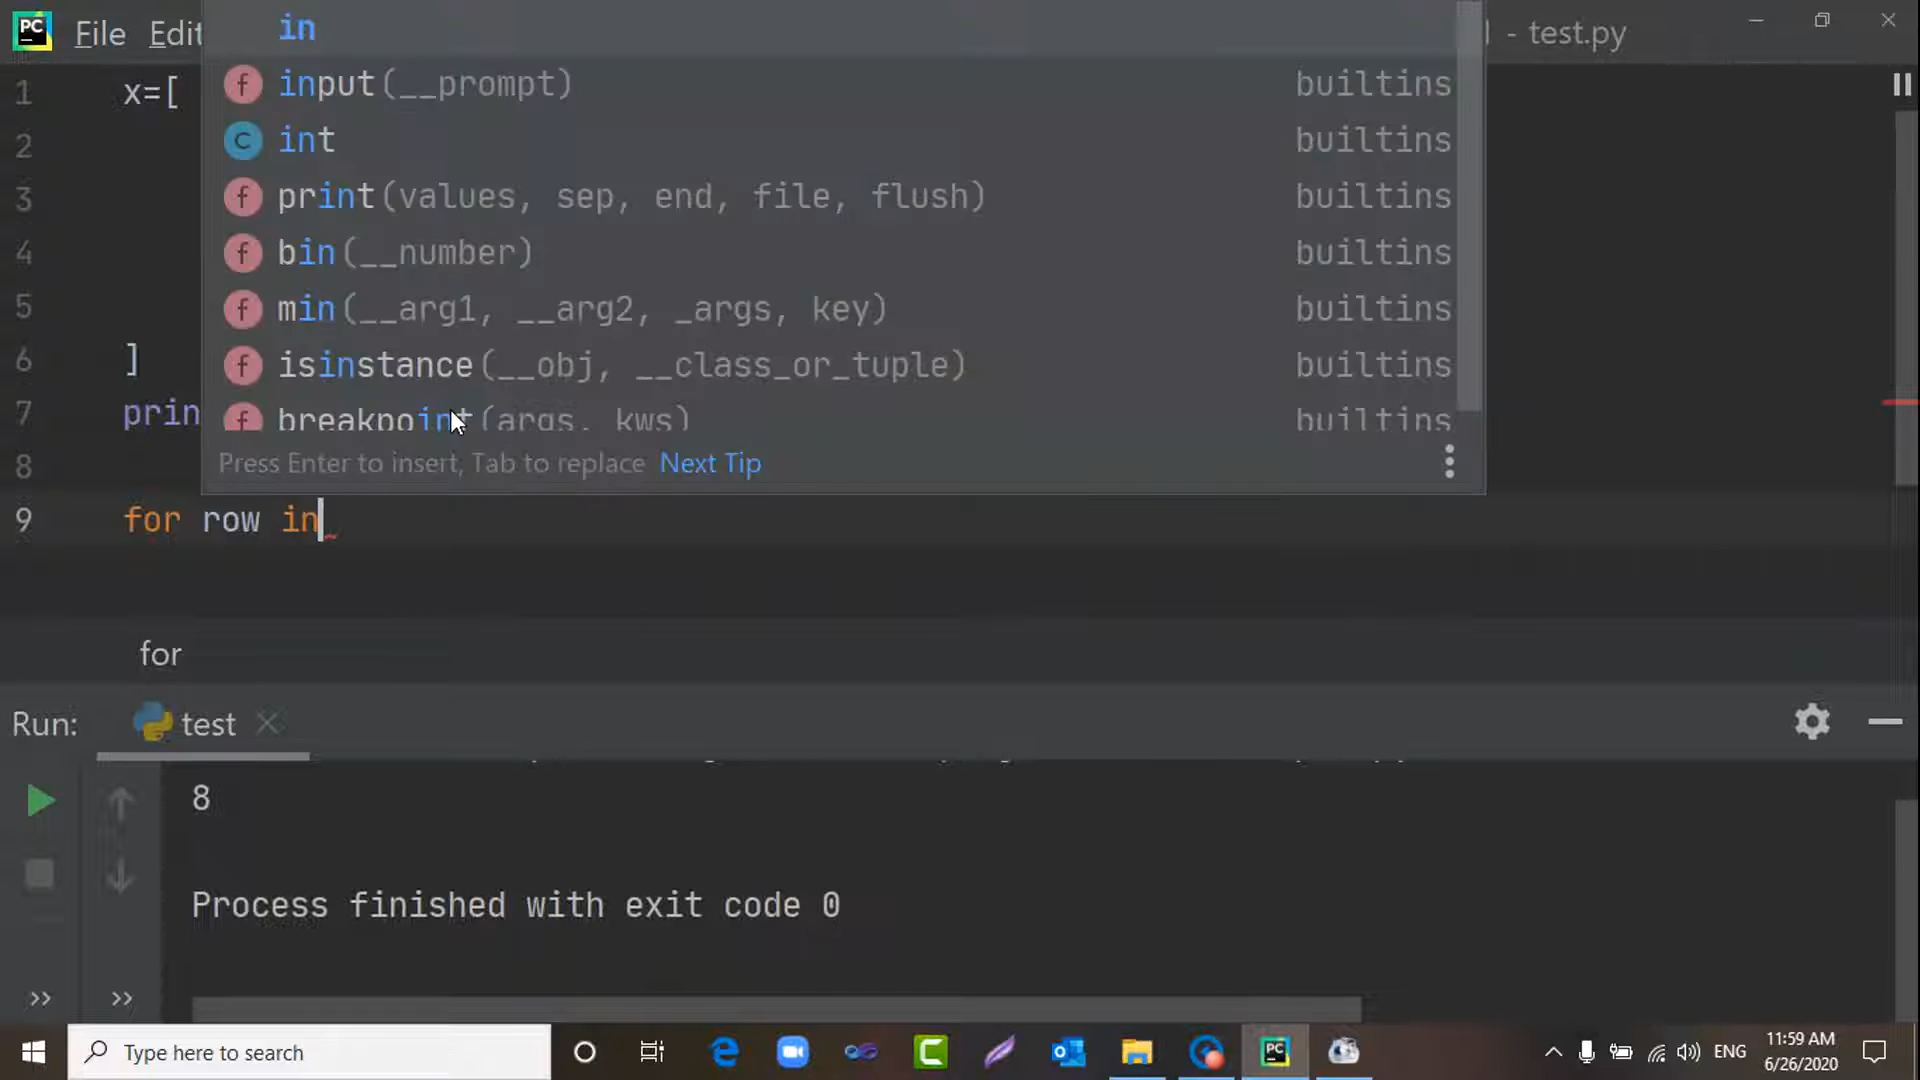 PC File Edit - test.py
in
input(__prompt) builtins
int builtins
print(values, sep, end, file, flush) builtins
bin(__number) builtins
min(__arg1, __arg2, _args, key) builtins
isinstance(__obj, __class_or_tuple) builtins
breakpoint(args, kws) builtins
Press Enter to insert, Tab to replace Next Tip
1 x=[
2
3
4
5
6 ]
7 prin
8
9 for row in
for
Run: test
8
Process finished with exit code 0
Type here to search
ENG
11:59 AM
6/26/2020